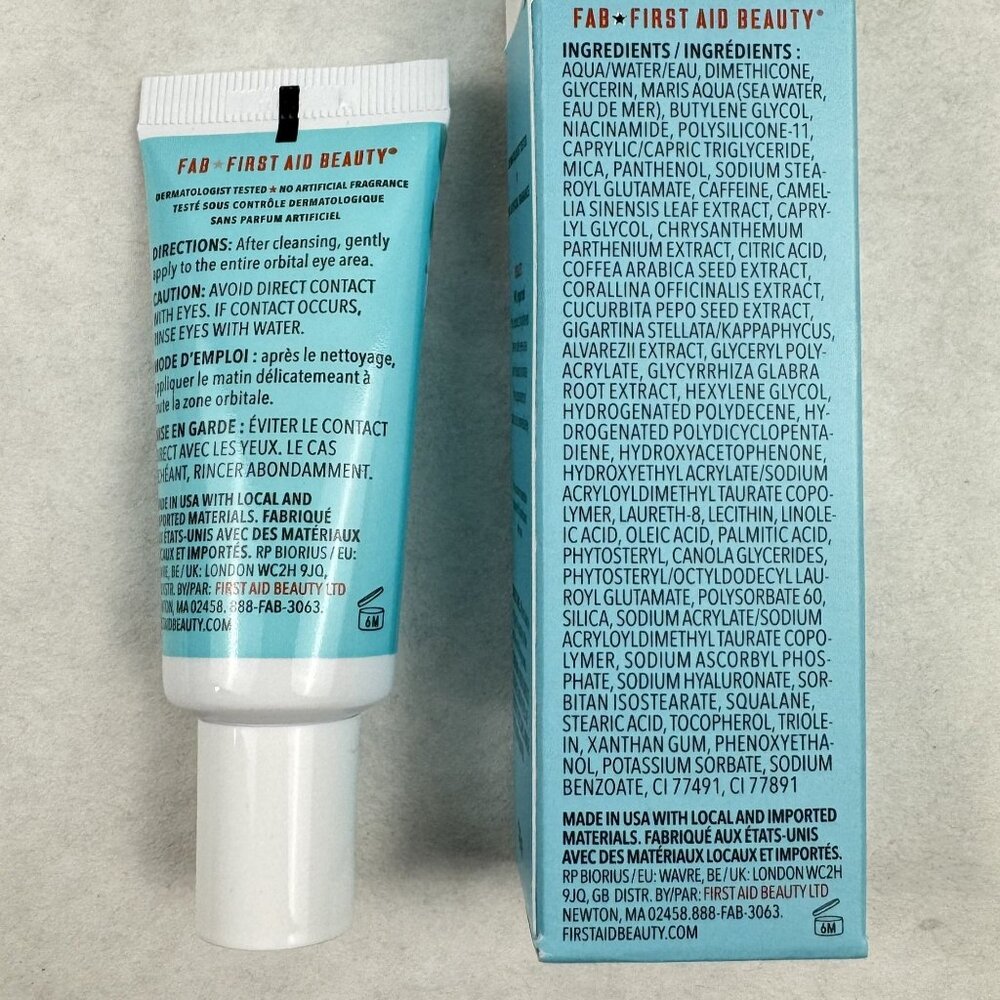 FAB★FIRST AID BEAUTY®
DERMATOLOGIST TESTED ★ NO ARTIFICIAL FRAGRANCE
TESTÉ SOUS CONTRÔLE DERMATOLOGIQUE
SANS PARFUM ARTIFICIEL
DIRECTIONS: After cleansing, gently
apply to the entire orbital eye area.
CAUTION: AVOID DIRECT CONTACT
WITH EYES. IF CONTACT OCCURS,
RINSE EYES WITH WATER.
MODE D'EMPLOI : après le nettoyage,
appliquer le matin délicatemeant à
toute la zone orbitale.
MISE EN GARDE : ÉVITER LE CONTACT
AVEC LES YEUX. LE CAS
RINCER ABONDAMMENT.
IN USA WITH LOCAL AND
MATERIALS. FABRIQUÉ
ÉTATS-UNIS AVEC DES MATÉRIAUX
ET IMPORTÉS. RP BIORIUS / EU:
BE / UK: LONDON WC2H 9JQ,
BY/PAR: FIRST AID BEAUTY LTD
MA 02458. 888-FAB-3063.
6M
FAB★FIRST AID BEAUTY®
INGREDIENTS / INGRÉDIENTS :
AQUA/WATER/EAU, DIMETHICONE,
GLYCERIN, MARIS AQUA (SEA WATER,
EAU DE MER), BUTYLENE GLYCOL,
NIACINAMIDE, POLYSILICONE-11,
CAPRYLIC/CAPRIC TRIGLYCERIDE,
MICA, PANTHENOL, SODIUM STEA-
ROYL GLUTAMATE, CAFFEINE, CAMEL-
LIA SINENSIS LEAF EXTRACT, CAPRY-
LYL GLYCOL, CHRYSANTHEMUM
PARTHENIUM EXTRACT, CITRIC ACID,
COFFEA ARABICA SEED EXTRACT,
CORALLINA OFFICINALIS EXTRACT,
CUCURBITA PEPO SEED EXTRACT,
GIGARTINA STELLATA/KAPPAPHYCUS,
ALVAREZII EXTRACT, GLYCERYL POLY-
ACRYLATE, GLYCYRRHIZA GLABRA
ROOT EXTRACT, HEXYLENE GLYCOL,
HYDROGENATED POLYDECENE, HY-
DROGENATED POLYDICYCLOPENTA-
DIENE, HYDROXYACETOPHENONE,
HYDROXYETHYL ACRYLATE/SODIUM
ACRYLOYLDIMETHYL TAURATE COPO-
LYMER, LAURETH-8, LECITHIN, LINOLE-
IC ACID, OLEIC ACID, PALMITIC ACID,
PHYTOSTERYL, CANOLA GLYCERIDES,
PHYTOSTERYL/OCTYLDODECYL LAU-
ROYL GLUTAMATE, POLYSORBATE 60,
SILICA, SODIUM ACRYLATE/SODIUM
ACRYLOYLDIMETHYL TAURATE COPO-
LYMER, SODIUM ASCORBYL PHOS-
PHATE, SODIUM HYALURONATE, SOR-
BITAN ISOSTEARATE, SQUALANE,
STEARIC ACID, TOCOPHEROL, TRIOLE-
IN, XANTHAN GUM, PHENOXYETHA-
NOL, POTASSIUM SORBATE, SODIUM
BENZOATE, CI 77491, CI 77891
MADE IN USA WITH LOCAL AND IMPORTED
MATERIALS. FABRIQUÉ AUX ÉTATS-UNIS
AVEC DES MATÉRIAUX LOCAUX ET IMPORTÉS.
RP BIORIUS / EU: WAVRE, BE / UK: LONDON WC2H
9JQ, GB DISTR. BY/PAR: FIRST AID BEAUTY LTD
NEWTON, MA 02458.888-FAB-3063.
FIRSTAIDBEAUTY.COM
6M